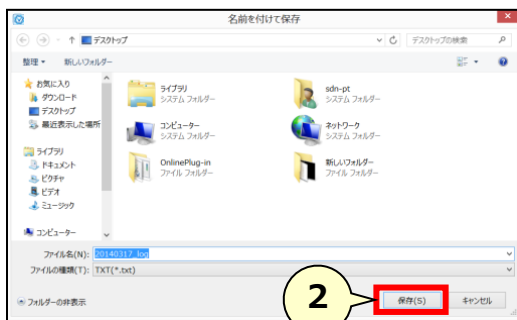 名前を付けて保存
デスクトップ
デスクトップの検索
整理 新しいフォルダー
お気に入り
ダウンロード
デスクトップ
最近表示した場所
ライブラリ
ドキュメント
ピクチャ
ビデオ
ミュージック
コンピューター
ライブラリ
システム フォルダー
sdn-pt
システム フォルダー
コンピューター
システム フォルダー
ネットワーク
システム フォルダー
OnlinePlug-in
ファイル フォルダー
新しいフォルダー
ファイル フォルダー
ファイル名(N): 20140317_log
ファイルの種類(T): TXT(*.txt)
フォルダーの非表示
2
保存(S)
キャンセル